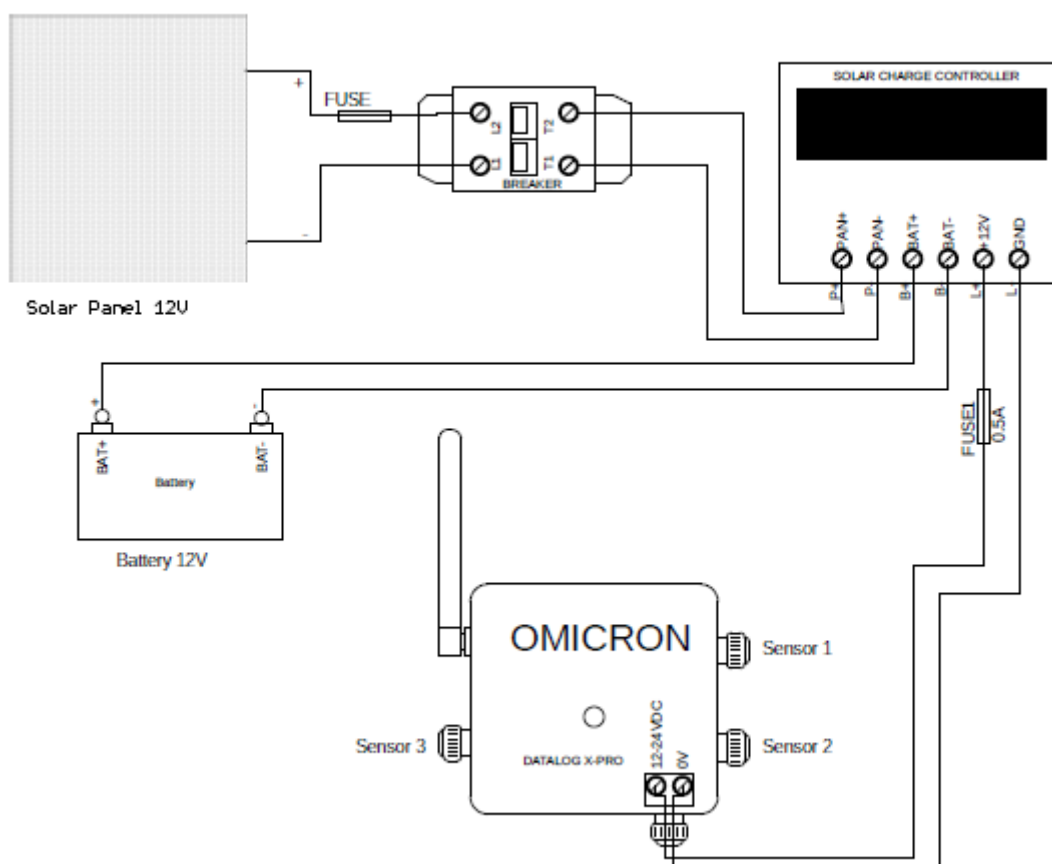 SOLAR CHARGE CONTROLLER
+
FUSE
L2
T2
L1
T1
BREAKER
-
PAN+
PAN-
BAT+
BAT-
+12V
GND
P+
P-
B+
B-
L+
L-
Solar Panel 12V
+
-
BAT+
BAT-
Battery
Battery 12V
FUSE1
0.5A
OMICRON
Sensor 1
Sensor 3
Sensor 2
12-24VDC
0V
DATALOG X-PRO